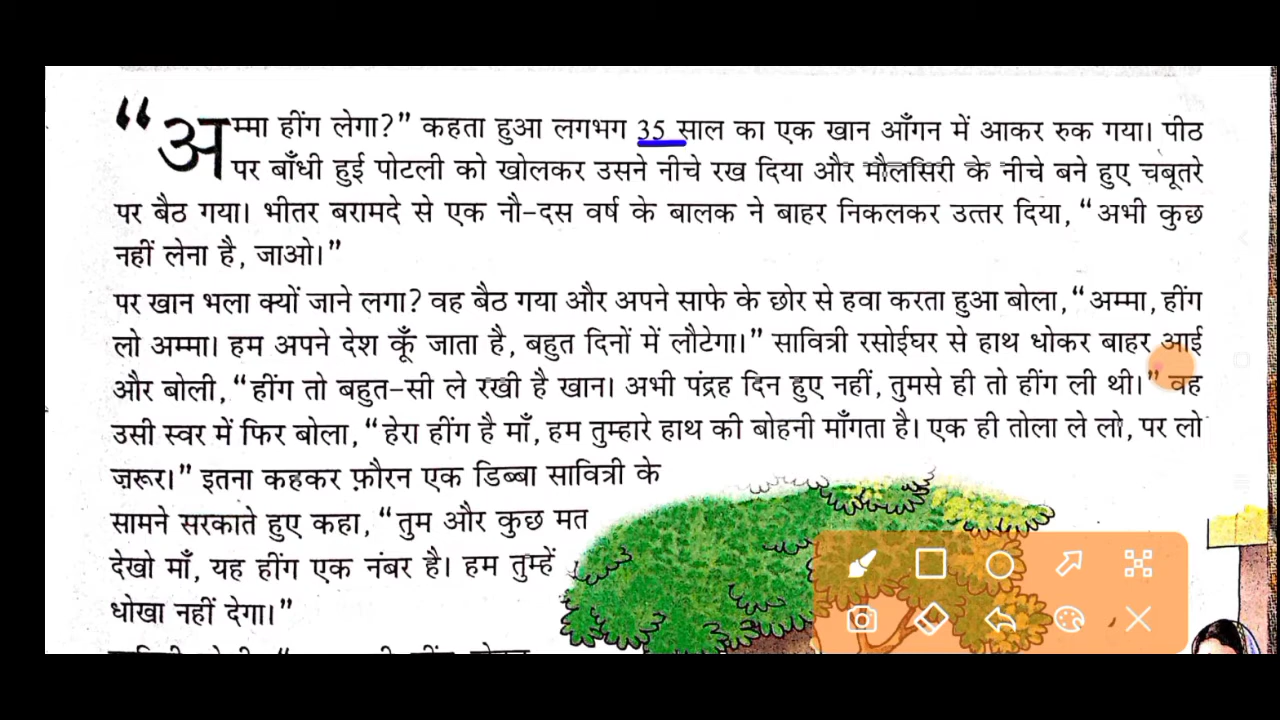 “अम्मा हींग लेगा?” कहता हुआ लगभग 35 साल का एक खान आँगन में आकर रुक गया। पीठ
पर बाँधी हुई पोटली को खोलकर उसने नीचे रख दिया और मौलसिरी के नीचे बने हुए चबूतरे
पर बैठ गया। भीतर बरामदे से एक नौ-दस वर्ष के बालक ने बाहर निकलकर उत्तर दिया, “अभी कुछ
नहीं लेना है, जाओ।”
पर खान भला क्यों जाने लगा? वह बैठ गया और अपने साफे के छोर से हवा करता हुआ बोला, “अम्मा, हींग
लो अम्मा। हम अपने देश कूँ जाता है, बहुत दिनों में लौटेगा।” सावित्री रसोईघर से हाथ धोकर बाहर आई
और बोली, “हींग तो बहुत-सी ले रखी है खान। अभी पंद्रह दिन हुए नहीं, तुमसे ही तो हींग ली थी।” वह
उसी स्वर में फिर बोला, “हेरा हींग है माँ, हम तुम्हारे हाथ की बोहनी माँगता है। एक ही तोला ले लो, पर लो
ज़रूर।” इतना कहकर फ़ौरन एक डिब्बा सावित्री के
सामने सरकाते हुए कहा, “तुम और कुछ मत
देखो माँ, यह हींग एक नंबर है। हम तुम्हें
धोखा नहीं देगा।”